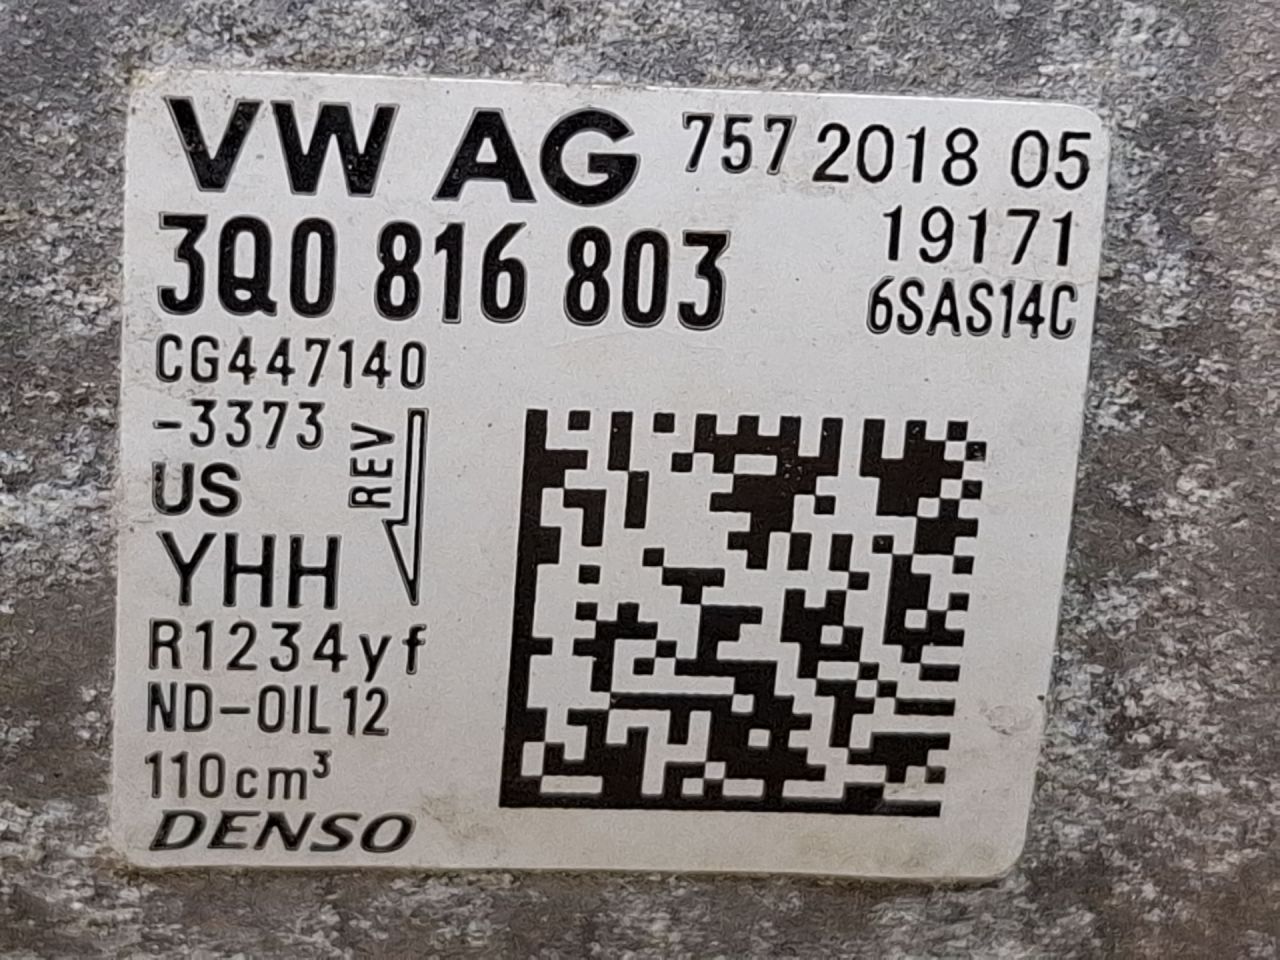 VW AG 757 2018 05
3Q0 816 803 19171
6SAS14C
CG447140
-3373
REV
US
YHH
R1234yf
ND-OIL12
110cm³
DENSO